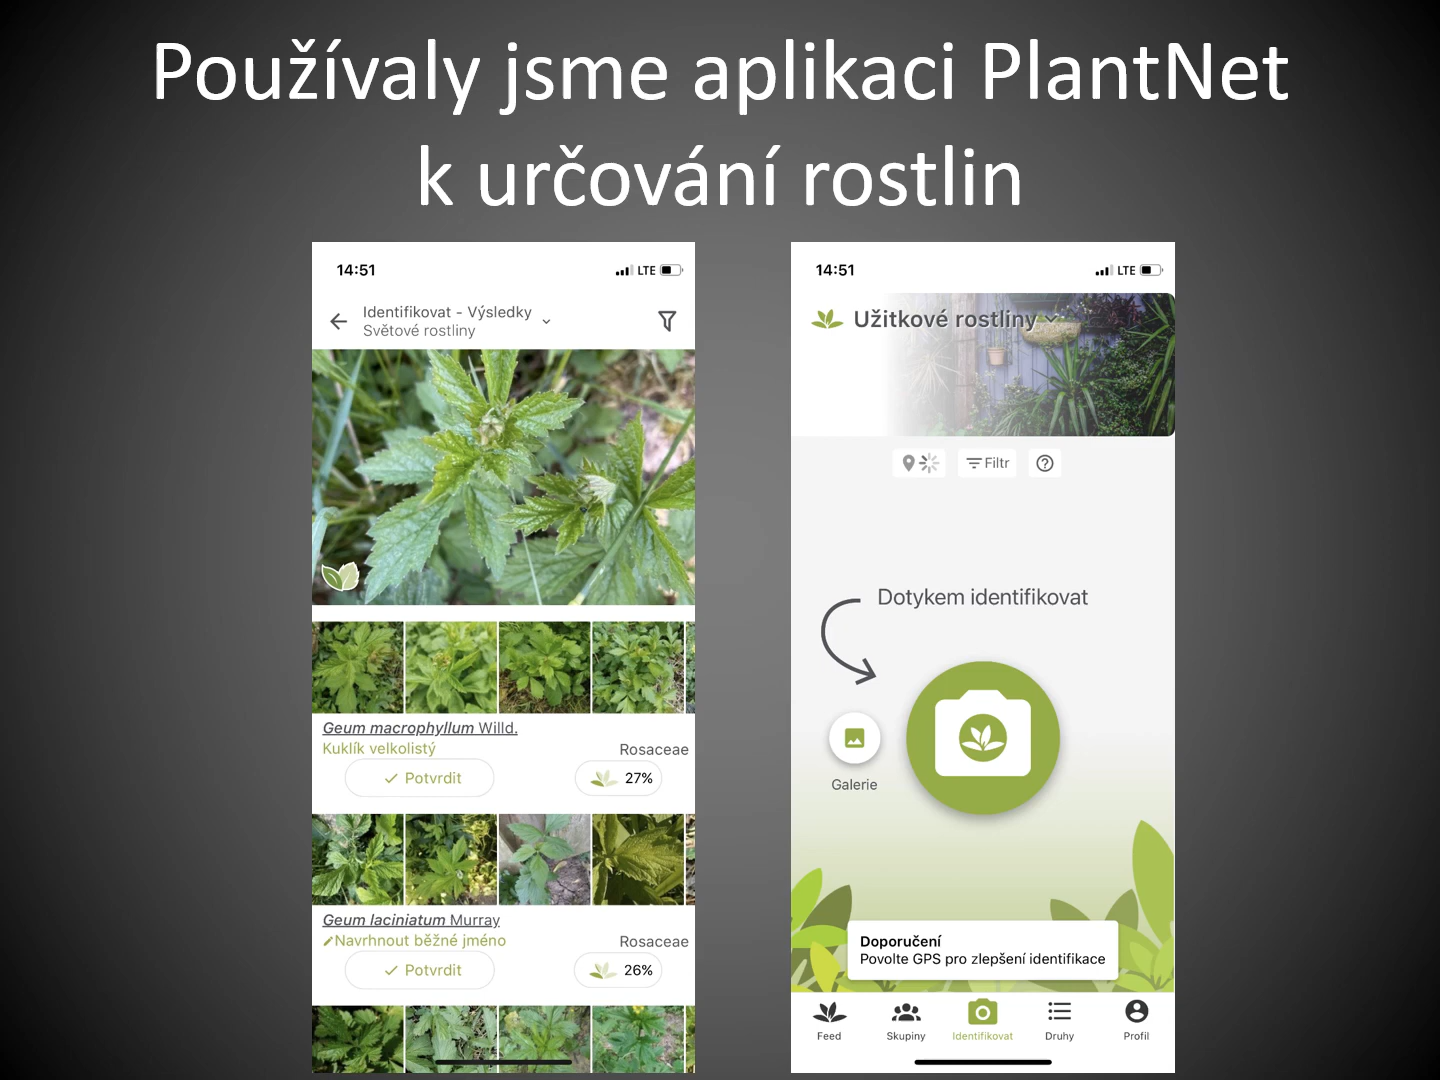 Používaly jsme aplikaci PlantNet
k určování rostlin
14:51
LTE
Identifikovat - Výsledky
Světové rostliny
Geum macrophyllum Willd.
Kuklík velkolistý
Rosaceae
Potvrdit
27%
Geum laciniatum Murray
Navrhnout běžné jméno
Rosaceae
Potvrdit
26%
14:51
LTE
Užitkové rostliny
Filtr
Dotykem identifikovat
Galerie
Doporučení
Povolte GPS pro zlepšení identifikace
Feed
Skupiny
Identifikovat
Druhy
Profil